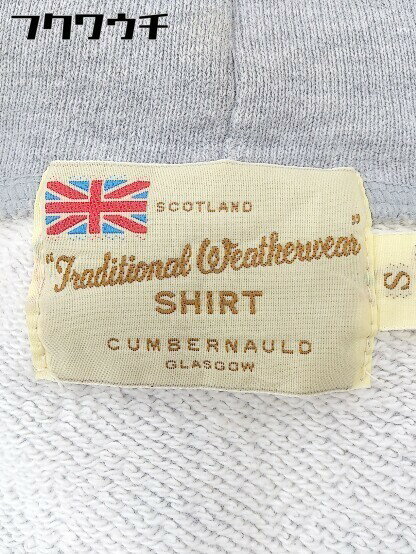 フクワウチ
SCOTLAND
"Traditional Weatherwear"
SHIRT
CUMBERNAULD
GLASGOW
S